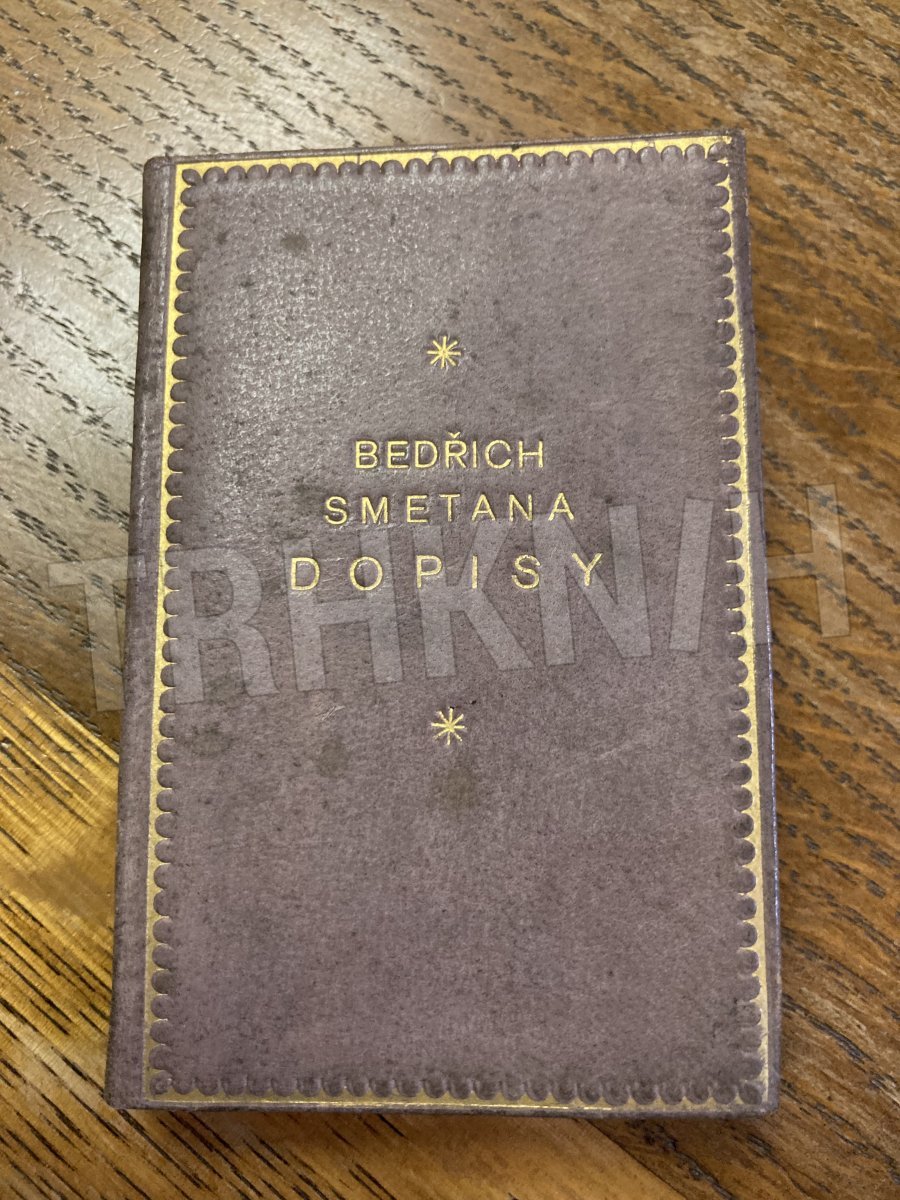 BEDŘICH
SMETANA
DOPISY
TRHKNIH